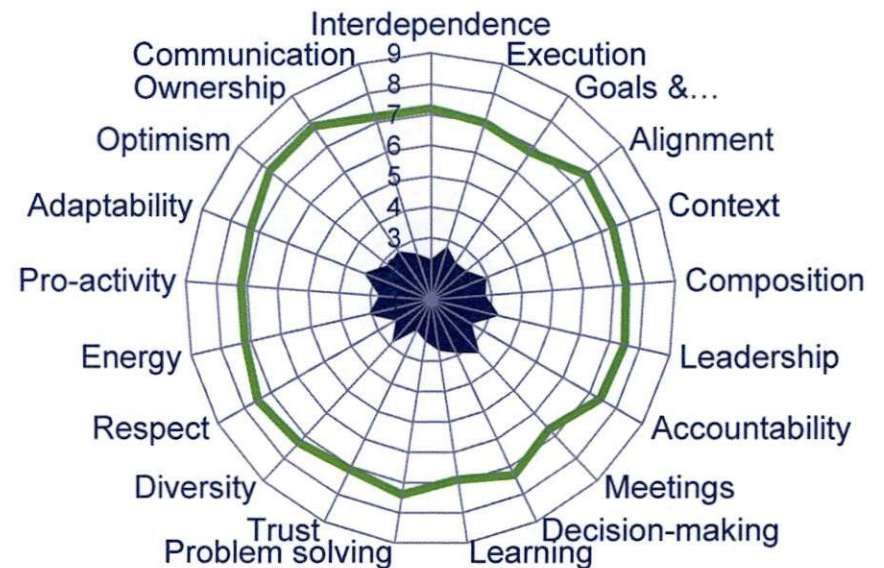 Interdependence
Execution
Goals &…
Alignment
Context
Composition
Leadership
Accountability
Meetings
Decision-making
Learning
Problem solving
Trust
Diversity
Respect
Energy
Pro-activity
Adaptability
Optimism
Ownership
Communication
9
8
7
6
5
4
3